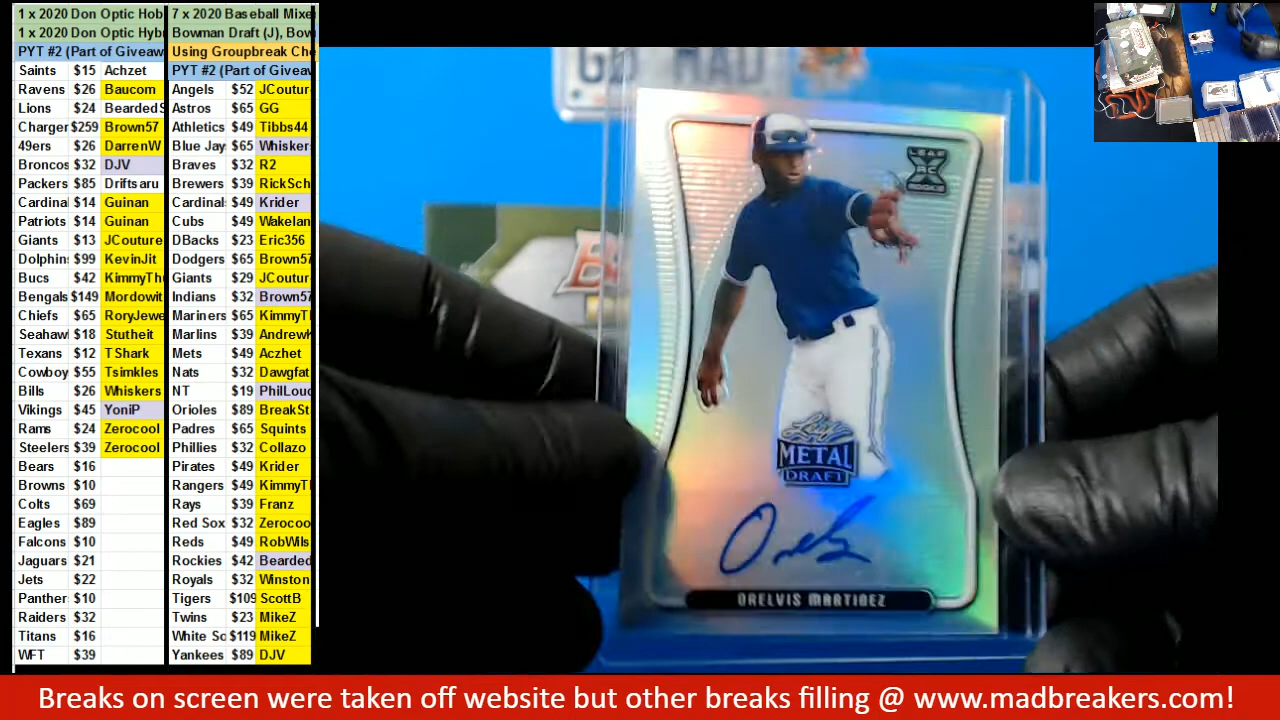 1 x 2020 Don Optic Hob
1 x 2020 Don Optic Hybr
PYT #2 (Part of Giveaw
Saints $15 Achzet
Ravens $26 Baucom
Lions $24 BeardedS
Charger $259 Brown57
49ers $26 DarrenW
Broncos $32 DJV
Packers $85 Driftsaru
Cardinal $14 Guinan
Patriots $14 Guinan
Giants $13 JCouture
Dolphin $99 KevinJit
Bucs $42 KimmyTh
Bengals $149 Mordowit
Chiefs $65 RoryJewe
Seahaw $18 Stutheit
Texans $12 TShark
Cowboy $55 Tsimkles
Bills $26 Whiskers
Vikings $45 YoniP
Rams $24 Zerocool
Steelers $39 Zerocool
Bears $16
Browns $10
Colts $69
Eagles $89
Falcons $10
Jaguars $21
Jets $22
Panther $10
Raiders $32
Titans $16
WFT $39
7 x 2020 Baseball Mixe
Bowman Draft (J), Bow
Using Groupbreak Che
PYT #2 (Part of Giveaw
Angels $52 JCoutur
Astros $65 GG
Athletics $49 Tibbs44
Blue Jay $65 Whisker
Braves $32 R2
Brewers $39 RickSch
Cardinal $49 Krider
Cubs $49 Wakelan
DBacks $23 Eric356
Dodgers $65 Brown57
Giants $29 JCoutur
Indians $32 Brown57
Mariners $65 KimmyT
Marlins $39 Andrew
Mets $49 Aczhet
Nats $32 Dawgfat
NT $19 PhilLou
Orioles $89 BreakSt
Padres $65 Squints
Phillies $32 Collazo
Pirates $49 Krider
Rangers $49 KimmyT
Rays $39 Franz
Red Sox $32 Zerocoo
Reds $49 RobWils
Rockies $42 Bearded
Royals $32 Winston
Tigers $109 ScottB
Twins $23 MikeZ
White So $119 MikeZ
Yankees $89 DJV
LEAF
XRC
ROOKIE
Leaf
METAL
DRAFT
ORELVIS MARTINEZ
Breaks on screen were taken off website but other breaks filling @ www.madbreakers.com!